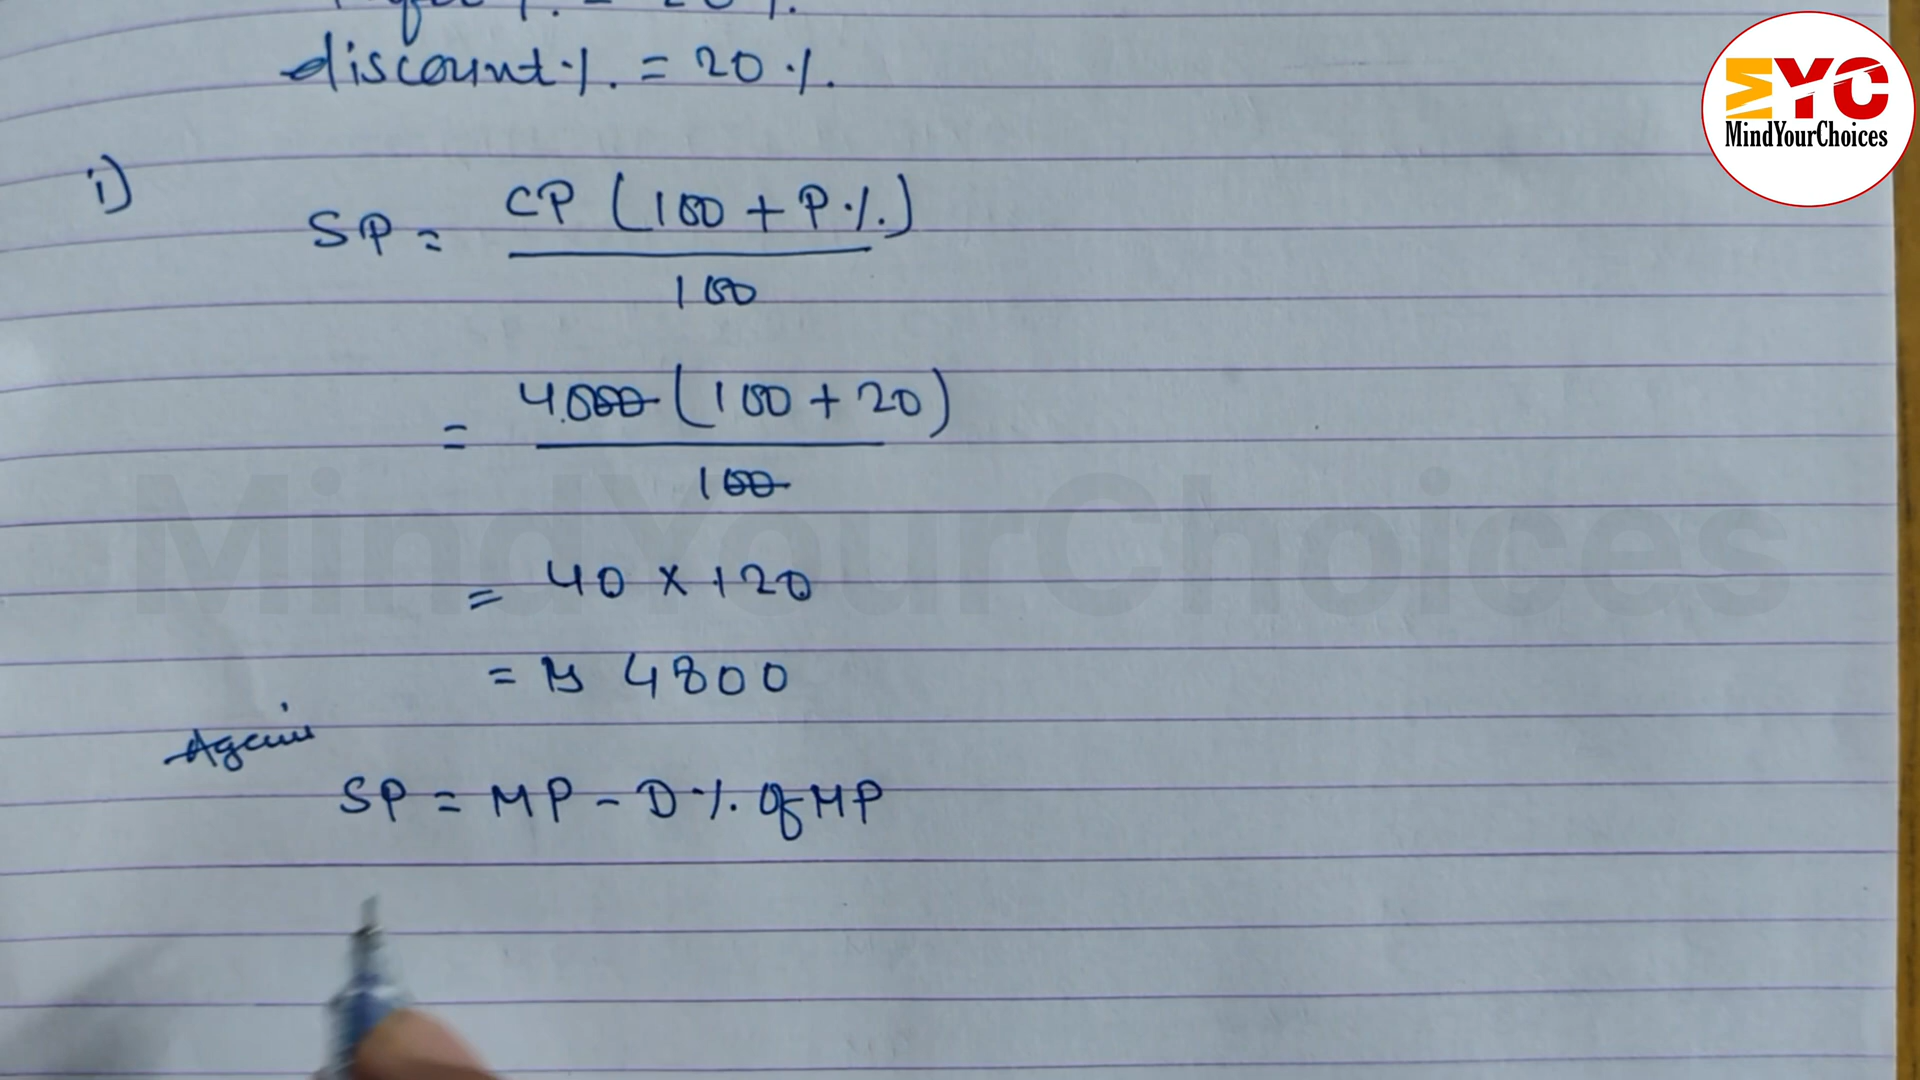 discount % = 20 %.
MYC
MindYourChoices
i)
SP = CP (100 + P %.)
100
= 4000 (100 + 20)
100
MindYourChoices
= 40 x 120
= Rs 4800
Again
SP = MP - D %. of MP